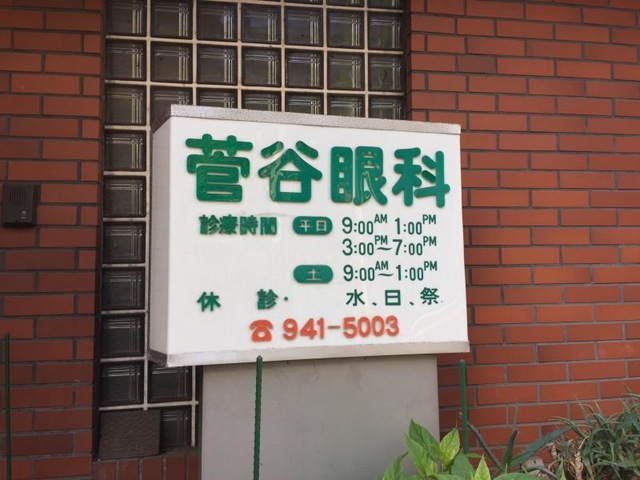 菅谷眼科
診療時間 平日 9:00AM 1:00PM
3:00PM~7:00PM
土 9:00AM~1:00PM
休診・ 水、日、祭
☎941-5003